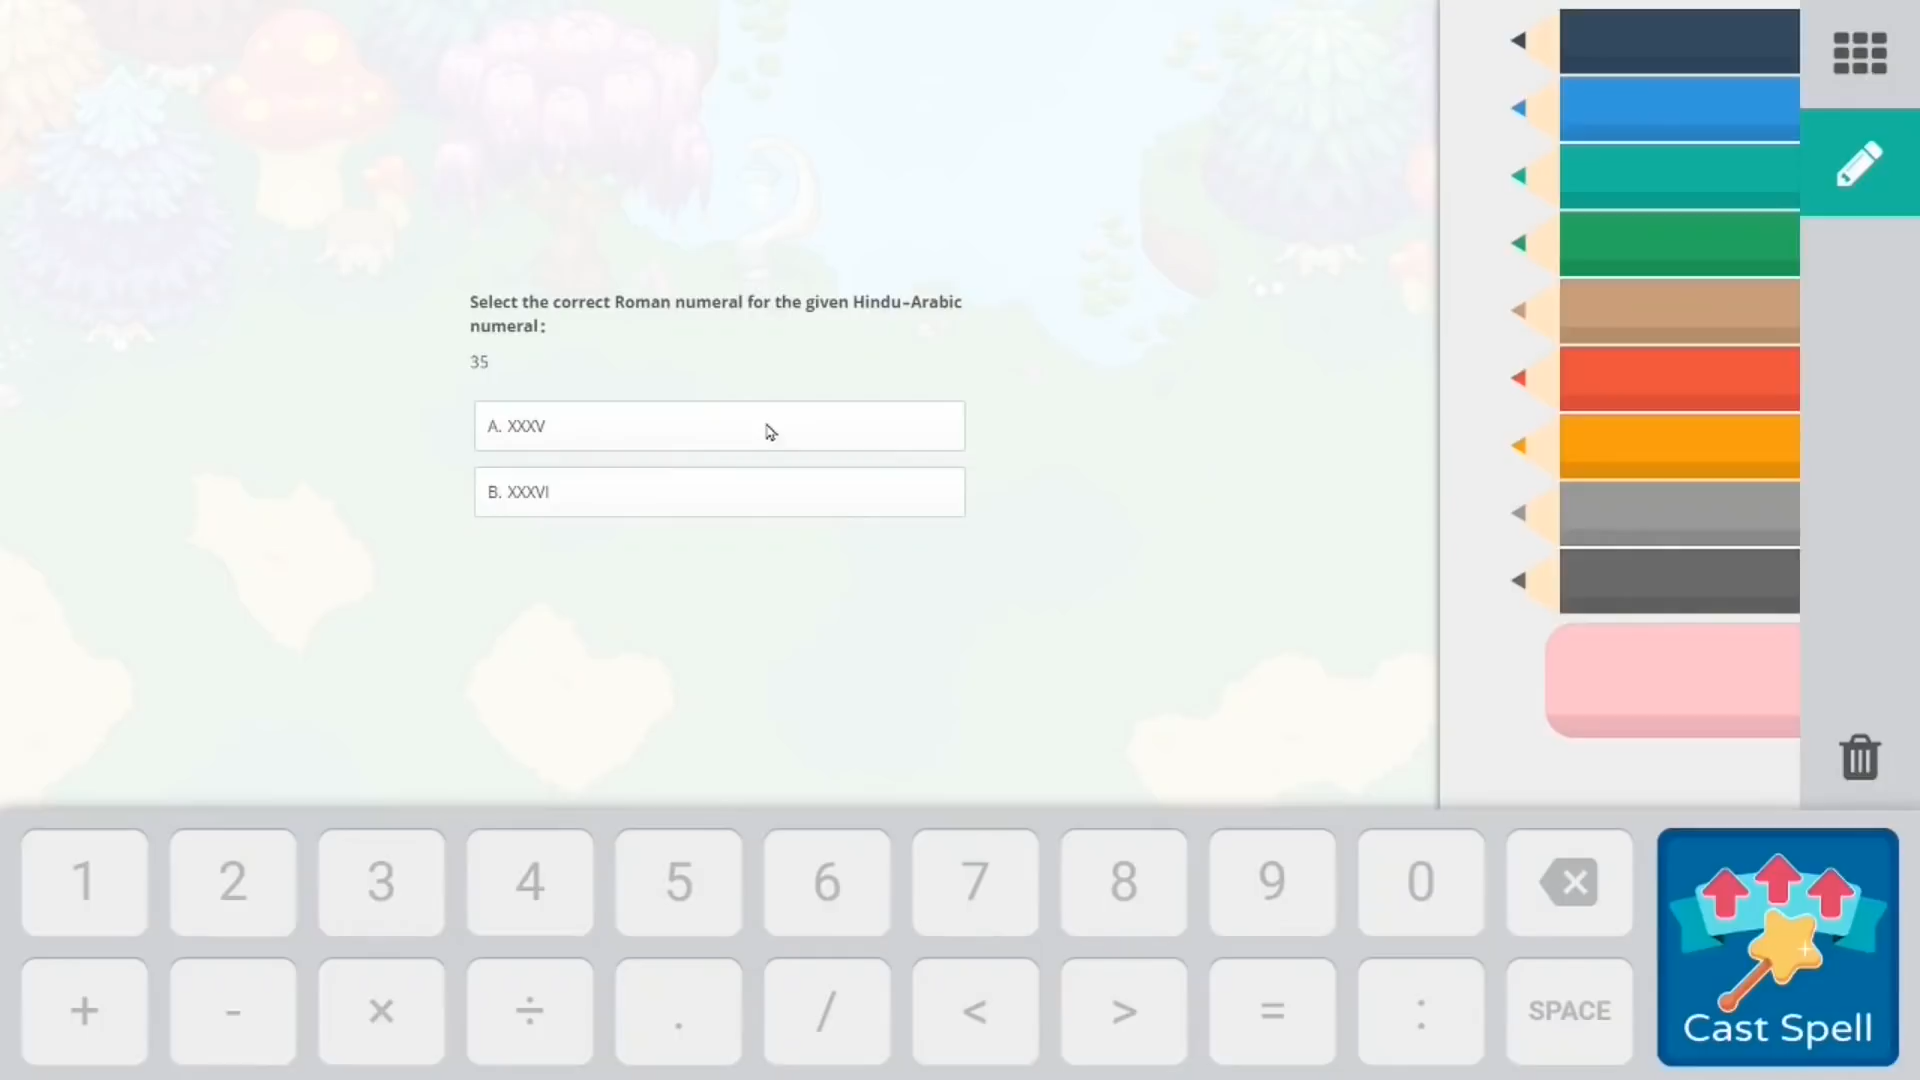 Select the correct Roman numeral for the given Hindu-Arabic
numeral:
35
A. XXXV
B. XXXVI
1 2 3 4 5 6 7 8 9 0
+ - × ÷ . / < > = : SPACE
Cast Spell